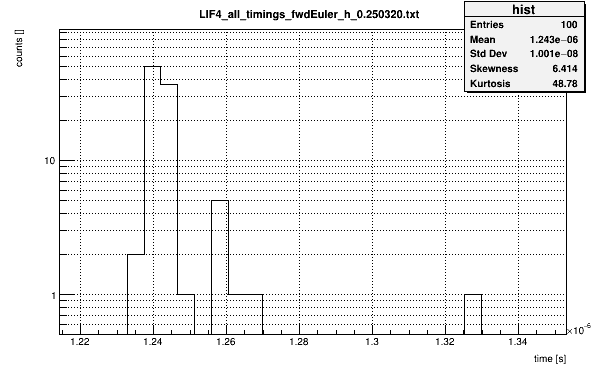 LIF4_all_timings_fwdEuler_h_0.250320.txt
hist
Entries 100
Mean 1.243e−06
Std Dev 1.001e−08
Skewness 6.414
Kurtosis 48.78
counts []
10
1
1.22 1.24 1.26 1.28 1.3 1.32 1.34
×10−6
time [s]